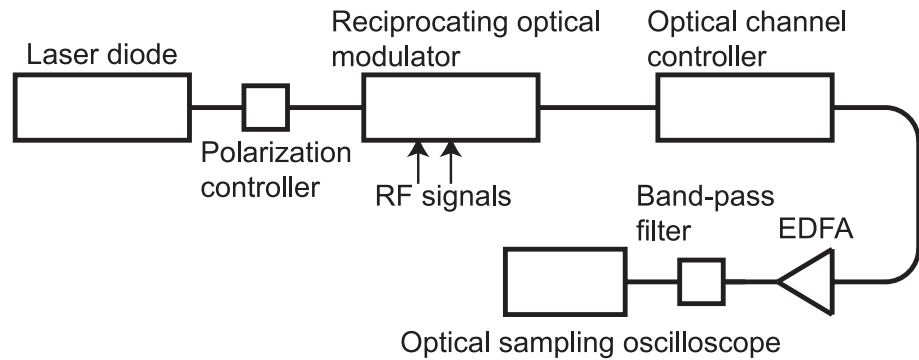 Laser diode
Reciprocating optical
modulator
Optical channel
controller
Polarization
controller
RF signals
Band-pass
filter
EDFA
Optical sampling oscilloscope